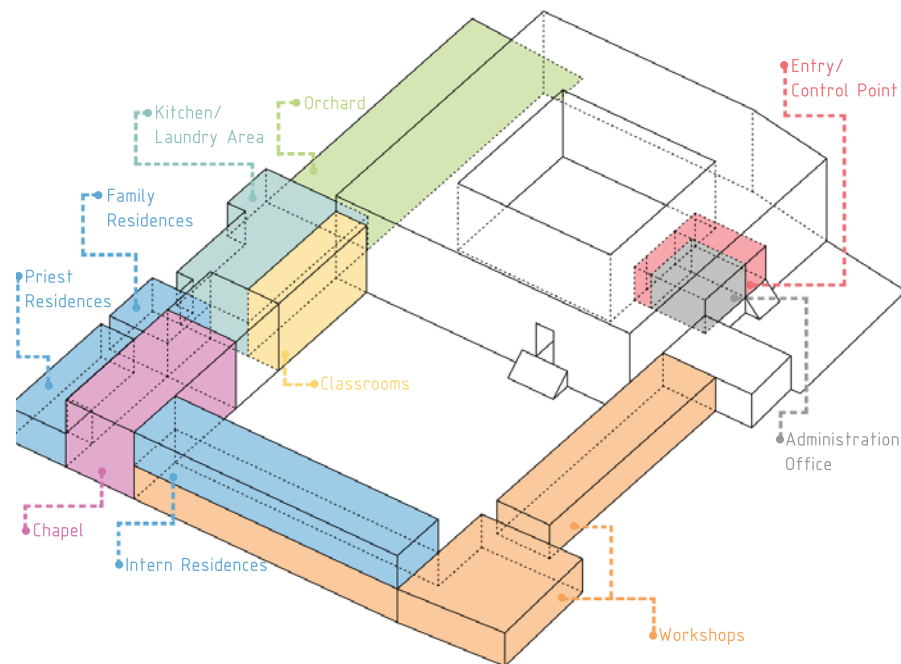 Entry/
Control Point
Orchard
Kitchen/
Laundry Area
Family
Residences
Priest
Residences
Classrooms
Administration
Office
Chapel
Intern Residences
Workshops